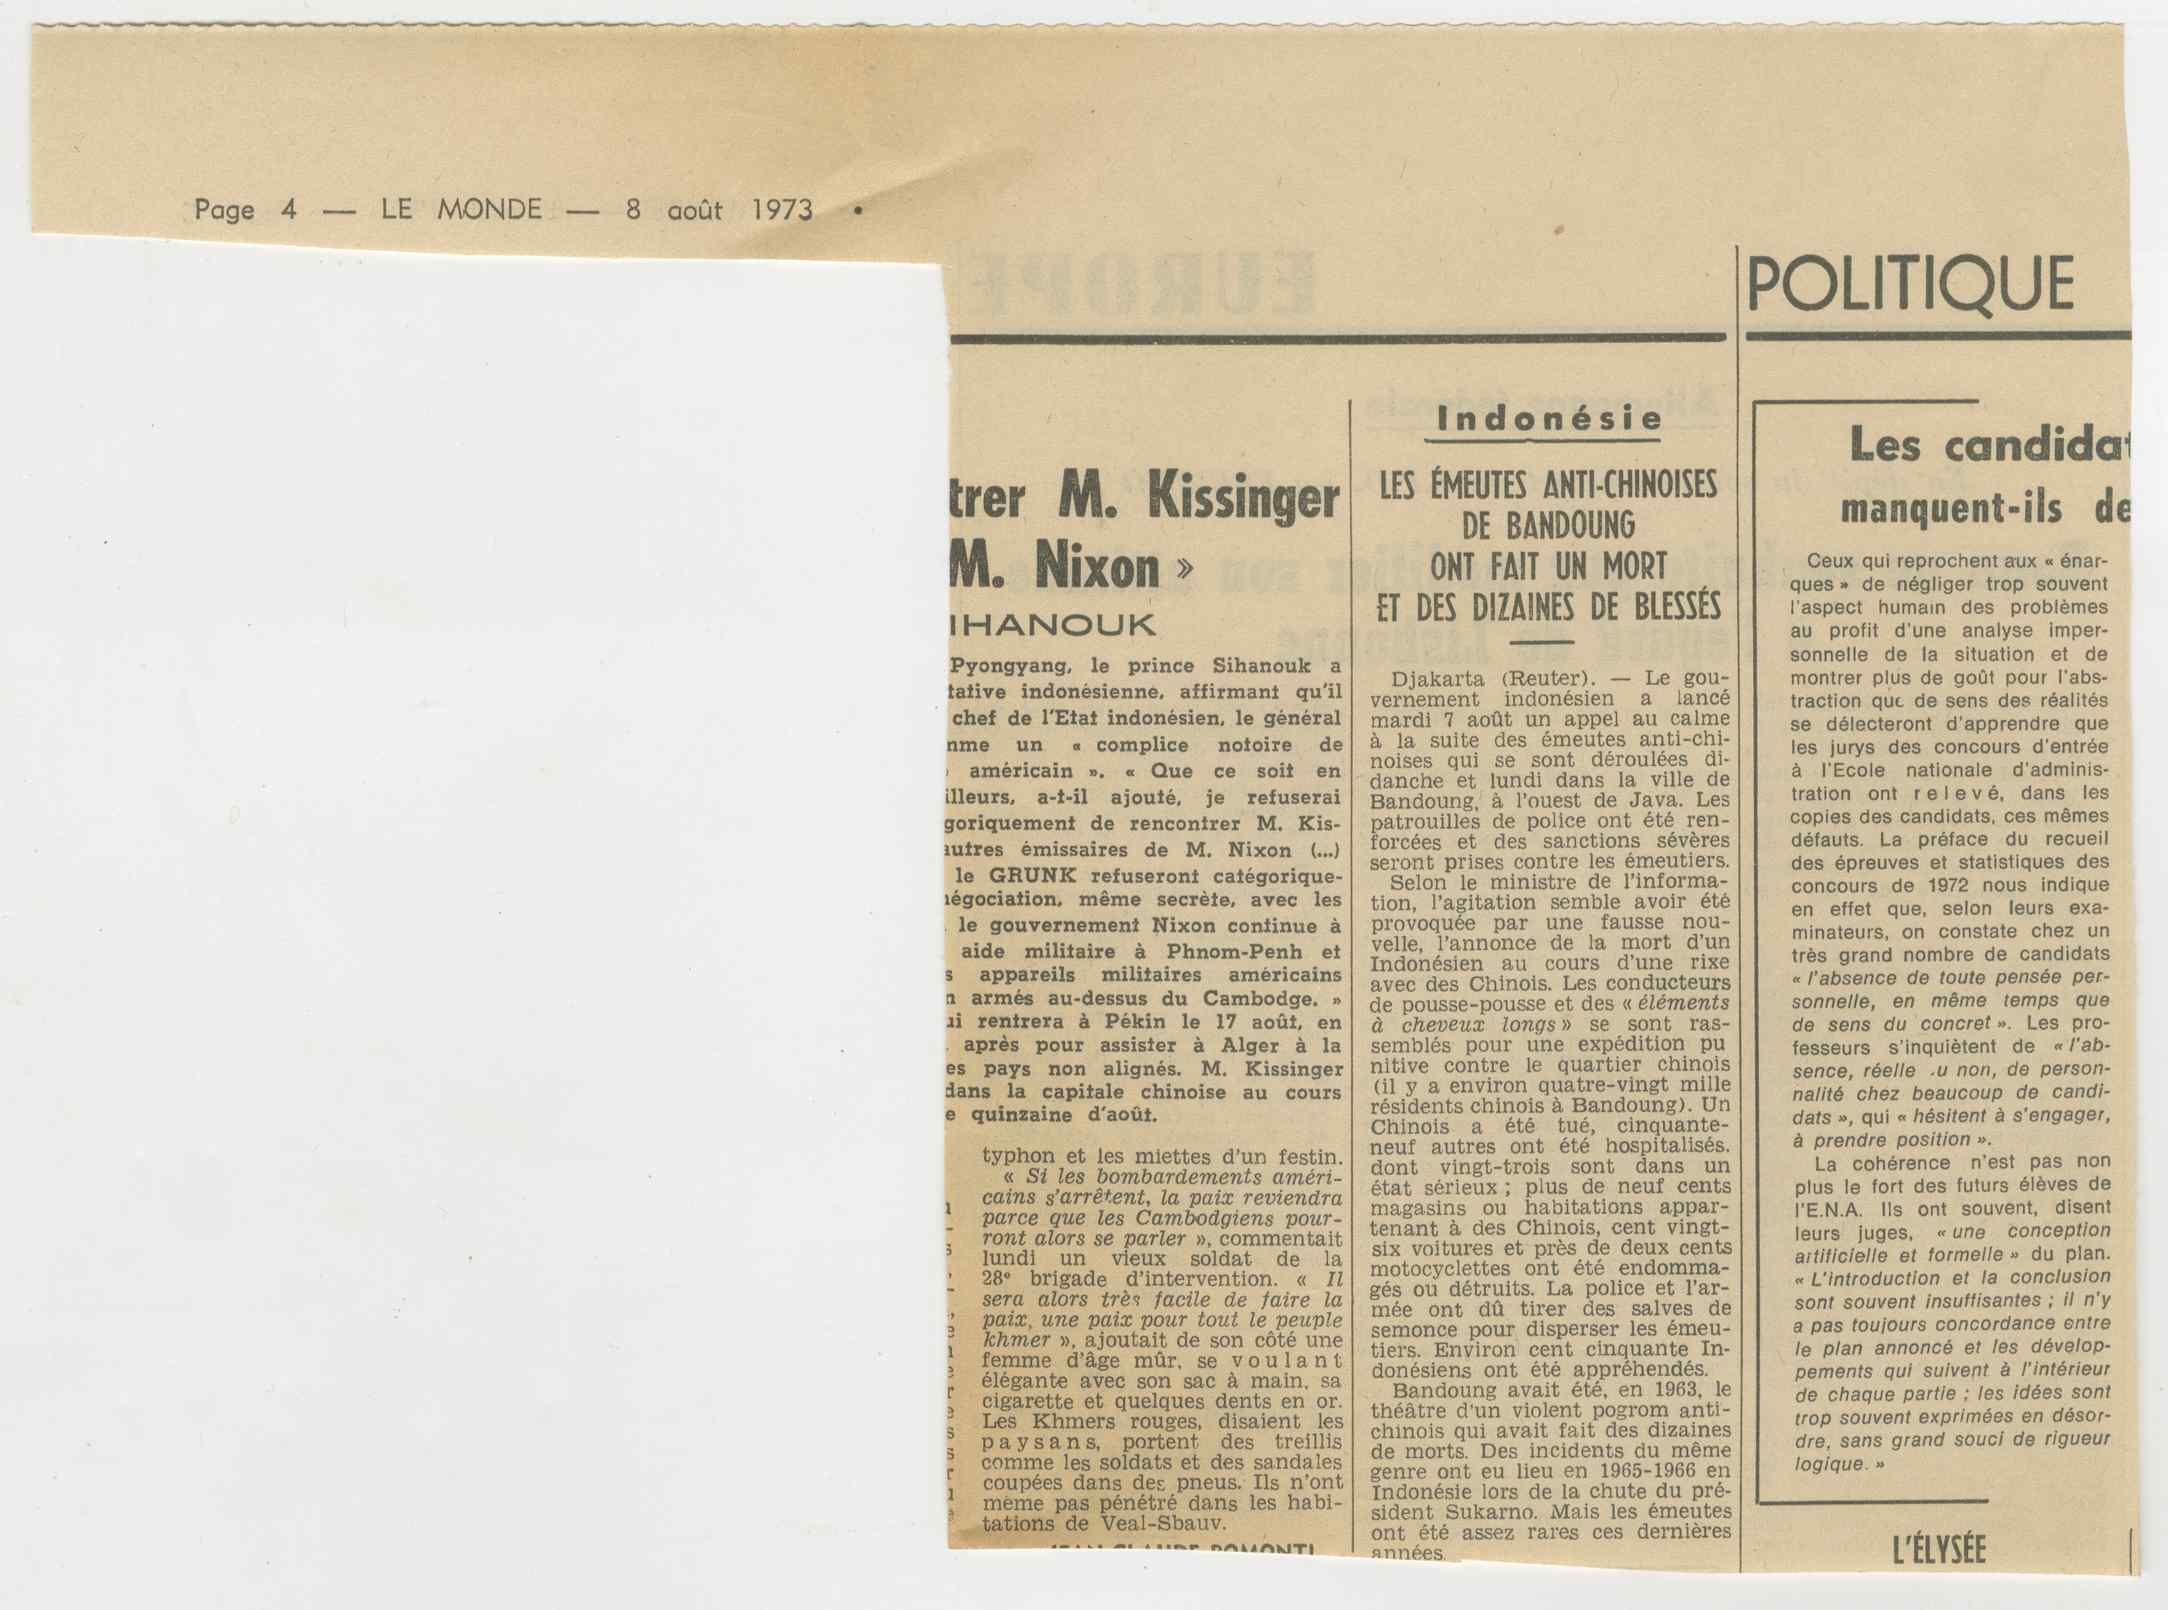 Page 4 — LE MONDE — 8 août 1973 •
EUROPE
trer M. Kissinger
M. Nixon »
IHANOUK
Pyongyang, le prince Sihanouk a
tative indonésienne, affirmant qu'il
chef de l'Etat indonésien, le général
mme un « complice notoire de
américain ». « Que ce soit en
illeurs, a-t-il ajouté, je refuserai
goriquement de rencontrer M. Kis-
autres émissaires de M. Nixon (...)
le GRUNK refuseront catégorique-
négociation, même secrète, avec les
le gouvernement Nixon continue à
aide militaire à Phnom-Penh et
s appareils militaires américains
n armés au-dessus du Cambodge. »
ui rentrera à Pékin le 17 août, en
après pour assister à Alger à la
es pays non alignés. M. Kissinger
dans la capitale chinoise au cours
e quinzaine d'août.
typhon et les miettes d'un festin.
« Si les bombardements améri-
cains s'arrêtent, la paix reviendra
parce que les Cambodgiens pour-
ront alors se parler », commentait
lundi un vieux soldat de la
28e brigade d'intervention. « Il
sera alors très facile de faire la
paix, une paix pour tout le peuple
khmer », ajoutait de son côté une
femme d'âge mûr, se voulant
élégante avec son sac à main, sa
cigarette et quelques dents en or.
Les Khmers rouges, disaient les
paysans, portent des treillis
comme les soldats et des sandales
coupées dans des pneus. Ils n'ont
même pas pénétré dans les habi-
tations de Veal-Sbauv.
JEAN-CLAUDE POMONTI.
Indonésie
LES ÉMEUTES ANTI-CHINOISES
DE BANDOUNG
ONT FAIT UN MORT
ET DES DIZAINES DE BLESSÉS
Djakarta (Reuter). — Le gou-
vernement indonésien a lancé
mardi 7 août un appel au calme
à la suite des émeutes anti-chi-
noises qui se sont déroulées di-
danche et lundi dans la ville de
Bandoung, à l'ouest de Java. Les
patrouilles de police ont été ren-
forcées et des sanctions sévères
seront prises contre les émeutiers.
Selon le ministre de l'informa-
tion, l'agitation semble avoir été
provoquée par une fausse nou-
velle, l'annonce de la mort d'un
Indonésien au cours d'une rixe
avec des Chinois. Les conducteurs
de pousse-pousse et des « éléments
à cheveux longs » se sont ras-
semblés pour une expédition pu
nitive contre le quartier chinois
(il y a environ quatre-vingt mille
résidents chinois à Bandoung). Un
Chinois a été tué, cinquante-
neuf autres ont été hospitalisés.
dont vingt-trois sont dans un
état sérieux ; plus de neuf cents
magasins ou habitations appar-
tenant à des Chinois, cent vingt-
six voitures et près de deux cents
motocyclettes ont été endomma-
gés ou détruits. La police et l'ar-
mée ont dû tirer des salves de
semonce pour disperser les émeu-
tiers. Environ cent cinquante In-
donésiens ont été appréhendés.
Bandoung avait été, en 1963, le
théâtre d'un violent pogrom anti-
chinois qui avait fait des dizaines
de morts. Des incidents du même
genre ont eu lieu en 1965-1966 en
Indonésie lors de la chute du pré-
sident Sukarno. Mais les émeutes
ont été assez rares ces dernières
années.
POLITIQUE
Les candidat
manquent-ils de
Ceux qui reprochent aux « énar-
ques » de négliger trop souvent
l'aspect humain des problèmes
au profit d'une analyse imper-
sonnelle de la situation et de
montrer plus de goût pour l'abs-
traction que de sens des réalités
se délecteront d'apprendre que
les jurys des concours d'entrée
à l'Ecole nationale d'adminis-
tration ont relevé, dans les
copies des candidats, ces mêmes
défauts. La préface du recueil
des épreuves et statistiques des
concours de 1972 nous indique
en effet que, selon leurs exa-
minateurs, on constate chez un
très grand nombre de candidats
« l'absence de toute pensée per-
sonnelle, en même temps que
de sens du concret ». Les pro-
fesseurs s'inquiètent de « l'ab-
sence, réelle ou non, de person-
nalité chez beaucoup de candi-
dats », qui « hésitent à s'engager,
à prendre position ».
La cohérence n'est pas non
plus le fort des futurs élèves de
l'E.N.A. Ils ont souvent, disent
leurs juges, « une conception
artificielle et formelle » du plan.
« L'introduction et la conclusion
sont souvent insuffisantes ; il n'y
a pas toujours concordance entre
le plan annoncé et les dévelop-
pements qui suivent à l'intérieur
de chaque partie ; les idées sont
trop souvent exprimées en désor-
dre, sans grand souci de rigueur
logique. »
L'ÉLYSÉE